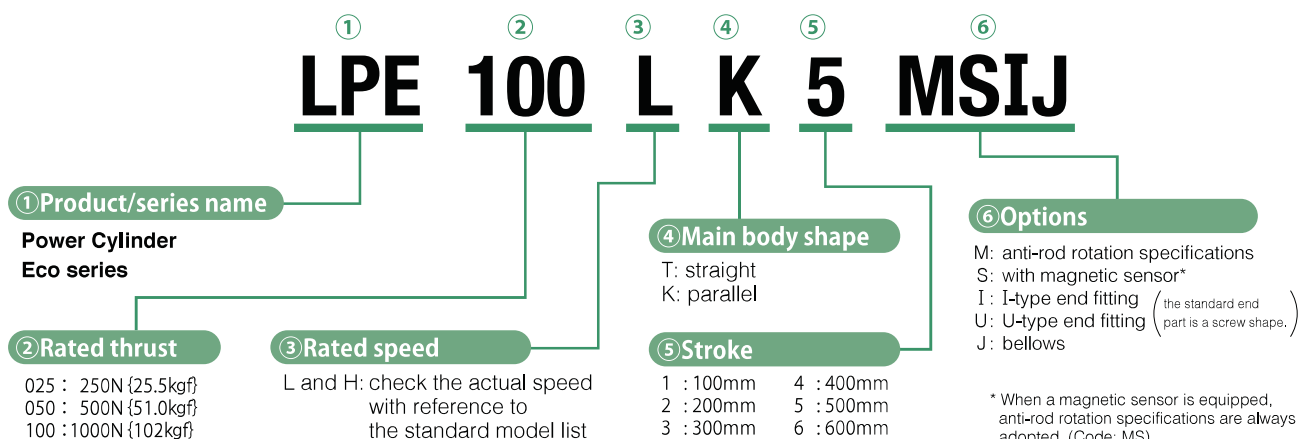 ① ② ③ ④ ⑤ ⑥
LPE 100 L K 5 MSIJ
①Product/series name
Power Cylinder
Eco series
②Rated thrust
025 : 250N {25.5kgf}
050 : 500N {51.0kgf}
100 : 1000N {102kgf}
③Rated speed
L and H: check the actual speed
with reference to
the standard model list
④Main body shape
T: straight
K: parallel
⑤Stroke
1 : 100mm 4 : 400mm
2 : 200mm 5 : 500mm
3 : 300mm 6 : 600mm
⑥Options
M: anti-rod rotation specifications
S: with magnetic sensor*
I : I-type end fitting
U: U-type end fitting
(the standard end
part is a screw shape.)
J: bellows
* When a magnetic sensor is equipped,
anti-rod rotation specifications are always
adopted. (Code: MS)